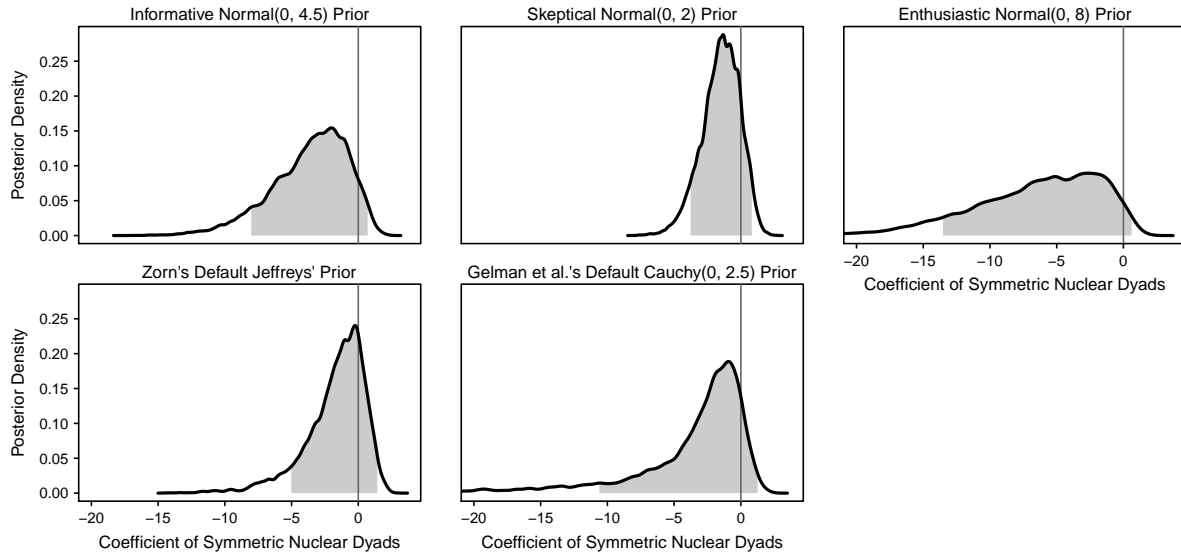 Informative Normal(0, 4.5) Prior
Skeptical Normal(0, 2) Prior
Enthusiastic Normal(0, 8) Prior
Posterior Density
0.25
0.20
0.15
0.10
0.05
0.00
−20 −15 −10 −5 0
Coefficient of Symmetric Nuclear Dyads
Zorn's Default Jeffreys' Prior
Gelman et al.'s Default Cauchy(0, 2.5) Prior
Posterior Density
0.25
0.20
0.15
0.10
0.05
0.00
−20 −15 −10 −5 0
−20 −15 −10 −5 0
Coefficient of Symmetric Nuclear Dyads
Coefficient of Symmetric Nuclear Dyads